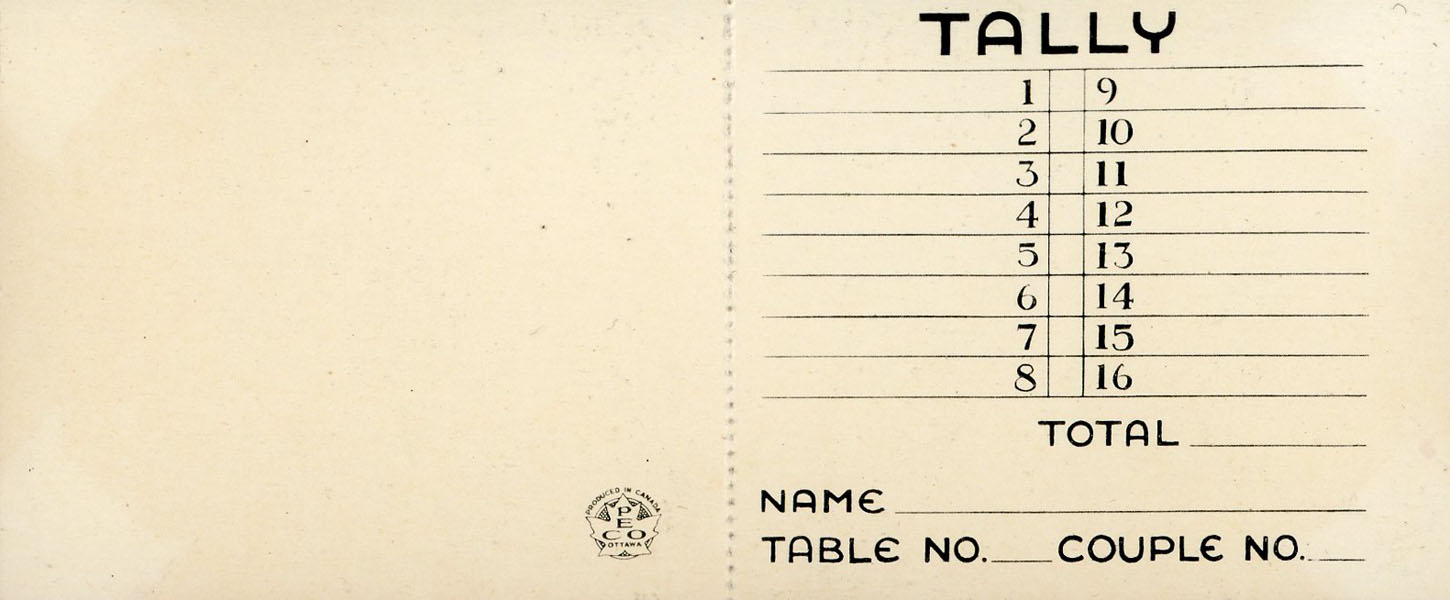 TALLY
1 9
2 10
3 11
4 12
5 13
6 14
7 15
8 16
TOTAL
NAME
TABLE NO. COUPLE NO.
PRODUCED IN CANADA
P
E
CO
OTTAWA